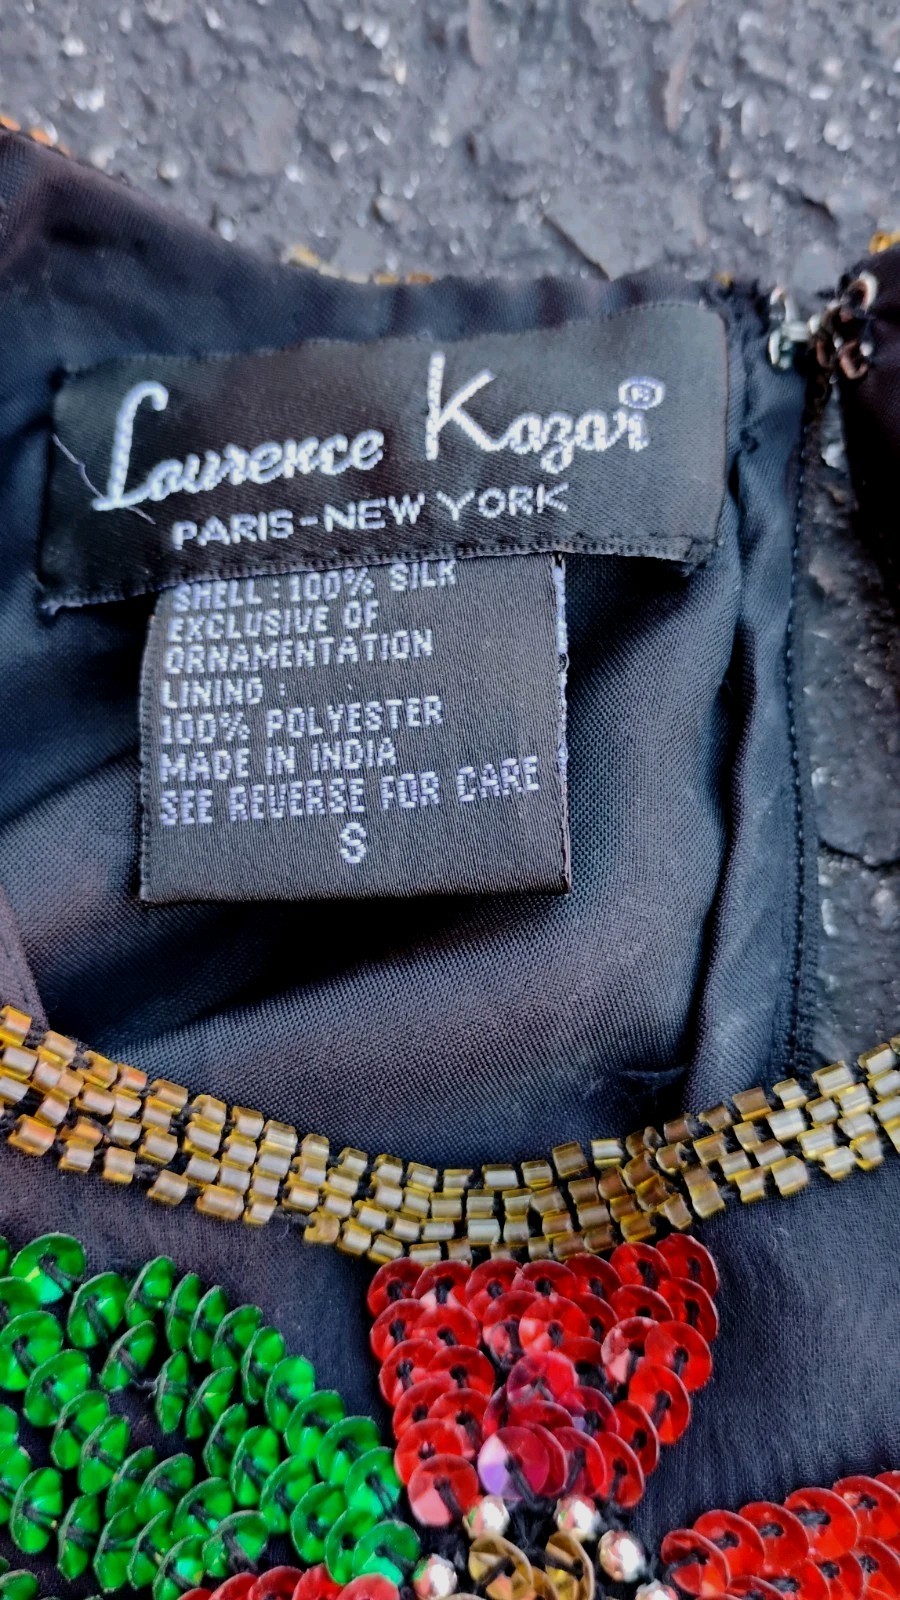 Lawrence Kazar®
PARIS-NEW YORK
SHELL : 100% SILK
EXCLUSIVE OF
ORNAMENTATION
LINING :
100% POLYESTER
MADE IN INDIA
SEE REVERSE FOR CARE
S